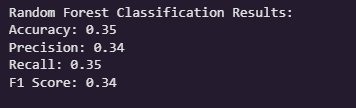 Random Forest Classification Results:
Accuracy: 0.35
Precision: 0.34
Recall: 0.35
F1 Score: 0.34